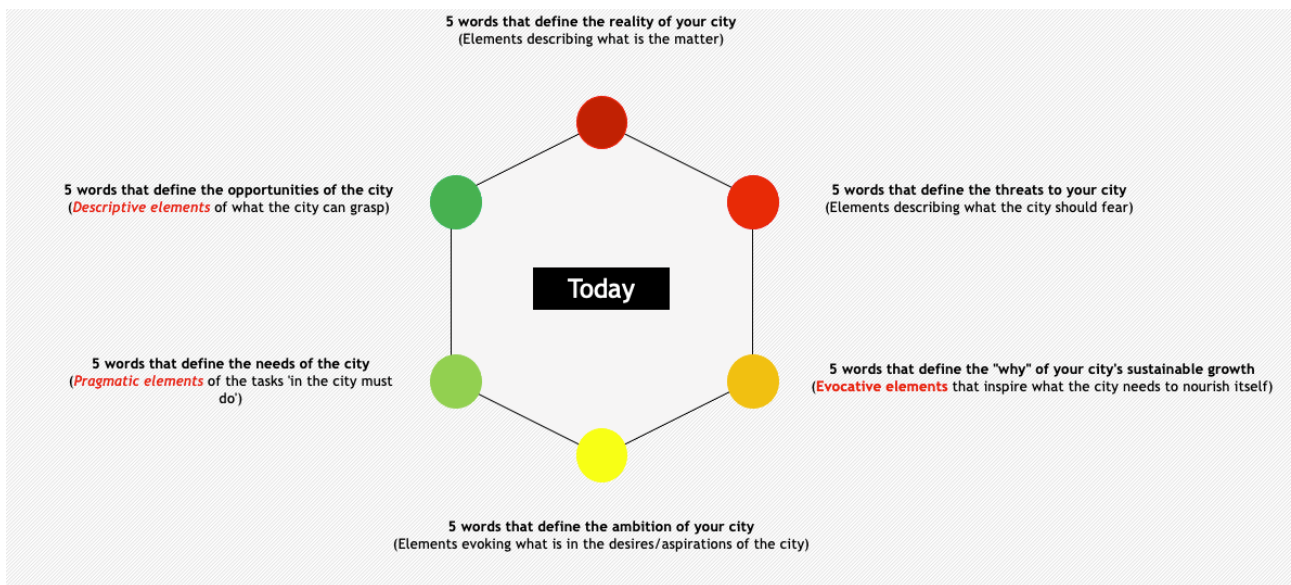 5 words that define the reality of your city
(Elements describing what is the matter)
5 words that define the opportunities of the city
(Descriptive elements of what the city can grasp)
5 words that define the threats to your city
(Elements describing what the city should fear)
Today
5 words that define the needs of the city
(Pragmatic elements of the tasks 'in the city must
do')
5 words that define the "why" of your city's sustainable growth
(Evocative elements that inspire what the city needs to nourish itself)
5 words that define the ambition of your city
(Elements evoking what is in the desires/aspirations of the city)